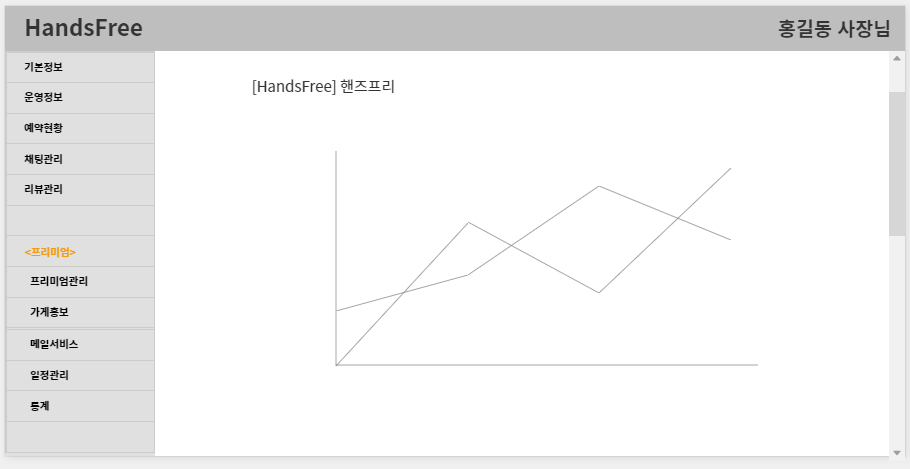 HandsFree
홍길동 사장님
기본정보
운영정보
예약현황
채팅관리
리뷰관리
<프리미엄>
프리미엄관리
가게홍보
메일서비스
일정관리
통계
[HandsFree] 핸즈프리